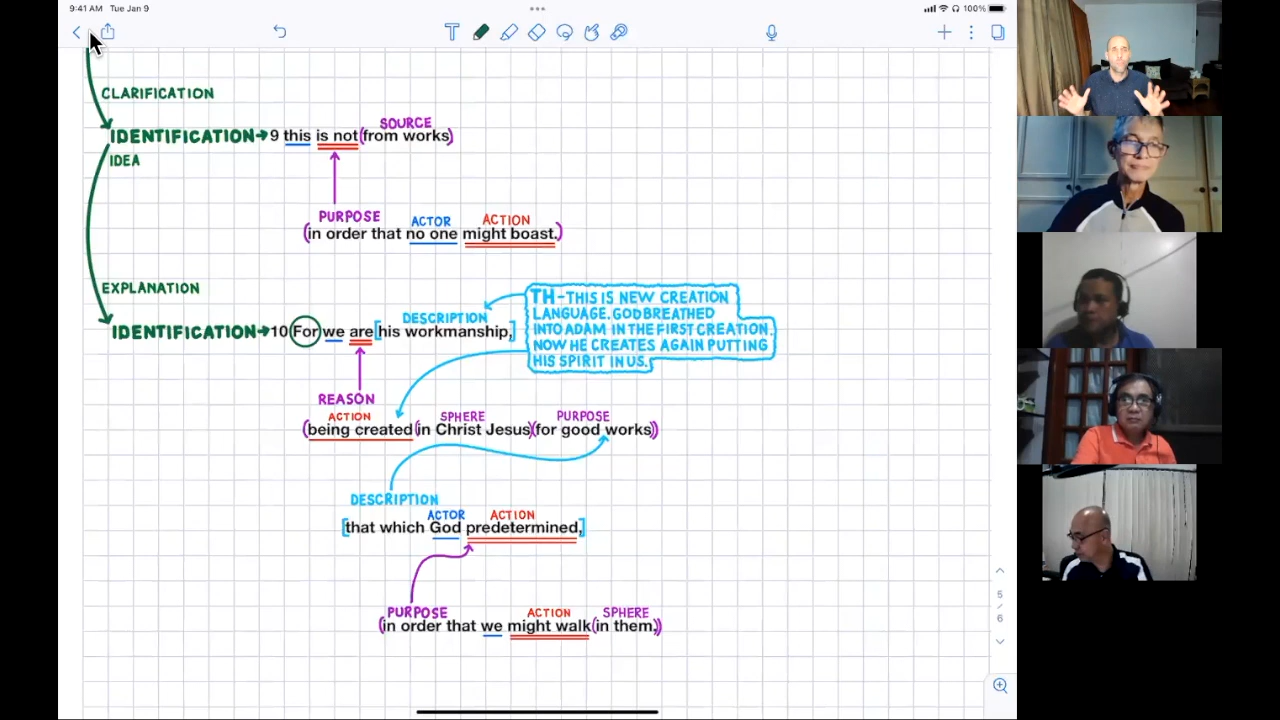 9:41 AM Tue Jan 9
100%
CLARIFICATION
SOURCE
IDENTIFICATION 9 this is not (from works)
IDEA
PURPOSE ACTOR ACTION
(in order that no one might boast.)
EXPLANATION
DESCRIPTION
IDENTIFICATION 10 For we are [his workmanship,]
TH - THIS IS NEW CREATION
LANGUAGE. GOD BREATHED
INTO ADAM IN THE FIRST CREATION.
NOW HE CREATES AGAIN PUTTING
HIS SPIRIT IN US.
REASON
ACTION SPHERE PURPOSE
(being created (in Christ Jesus) (for good works))
DESCRIPTION
ACTOR ACTION
[that which God predetermined,]
PURPOSE ACTION SPHERE
(in order that we might walk (in them.))
5
/
6